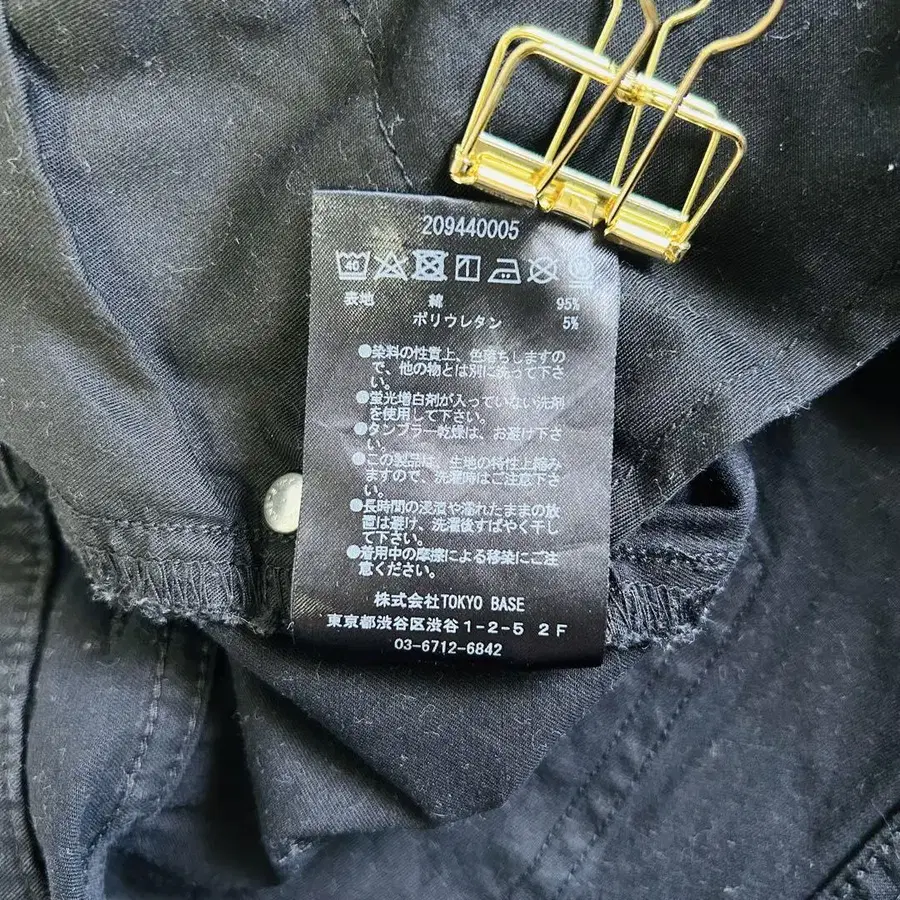 209440005
40
表地 綿 95%
ポリウレタン 5%
●染料の性質上、色落ちしますの
で、他の物とは別に洗って下さ
い。
●蛍光増白剤が入っていない洗剤
を使用して下さい。
●タンブラー乾燥は、お避け下さ
い。
●この製品は、生地の特性上縮み
ますので、洗濯時はご注意下さ
い。
●長時間の浸漬や濡れたままの放
置は避け、洗濯後すばやく干し
て下さい。
●着用中の摩擦による移染にご注
意ください。
株式会社TOKYO BASE
東京都渋谷区渋谷1-2-5 2F
03-6712-6842